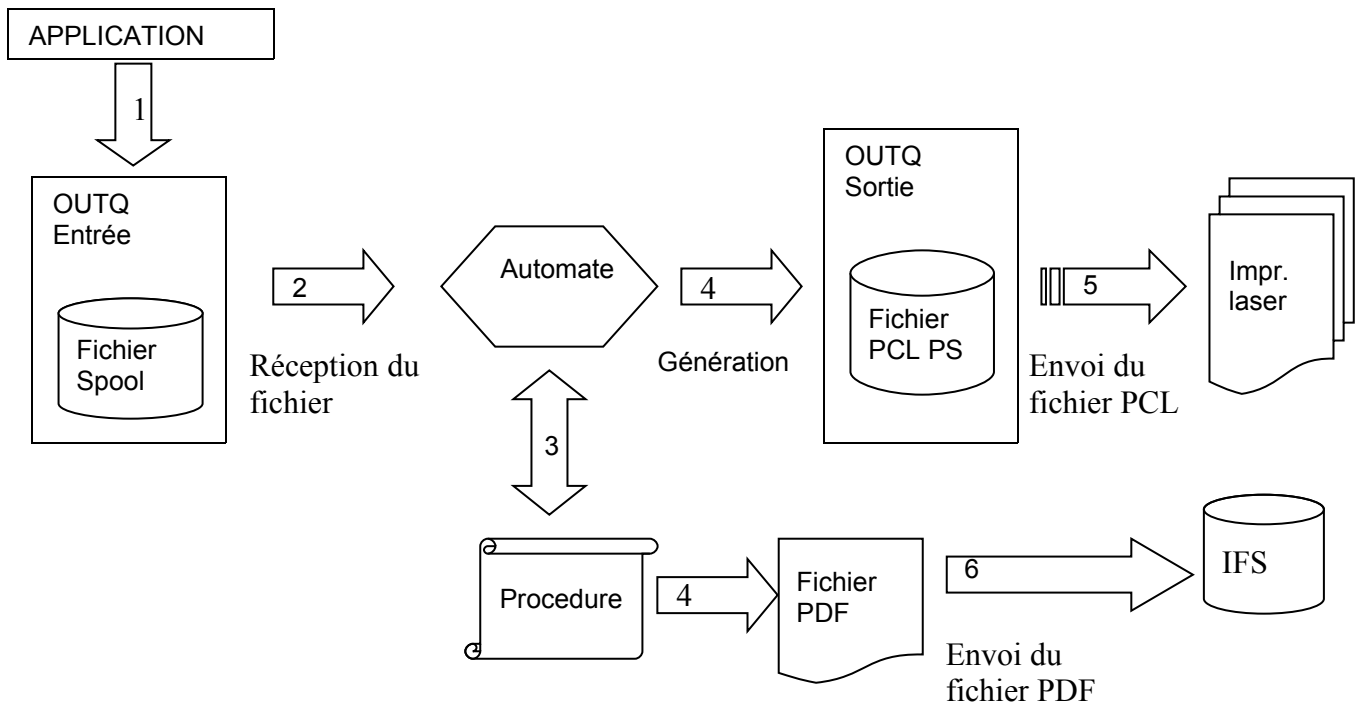 APPLICATION
1
OUTQ
Entrée
Fichier
Spool
2
Réception du
fichier
Automate
3
4
Génération
OUTQ
Sortie
Fichier
PCL PS
5
Envoi du
fichier PCL
Impr.
laser
Procedure
4
Fichier
PDF
6
Envoi du
fichier PDF
IFS